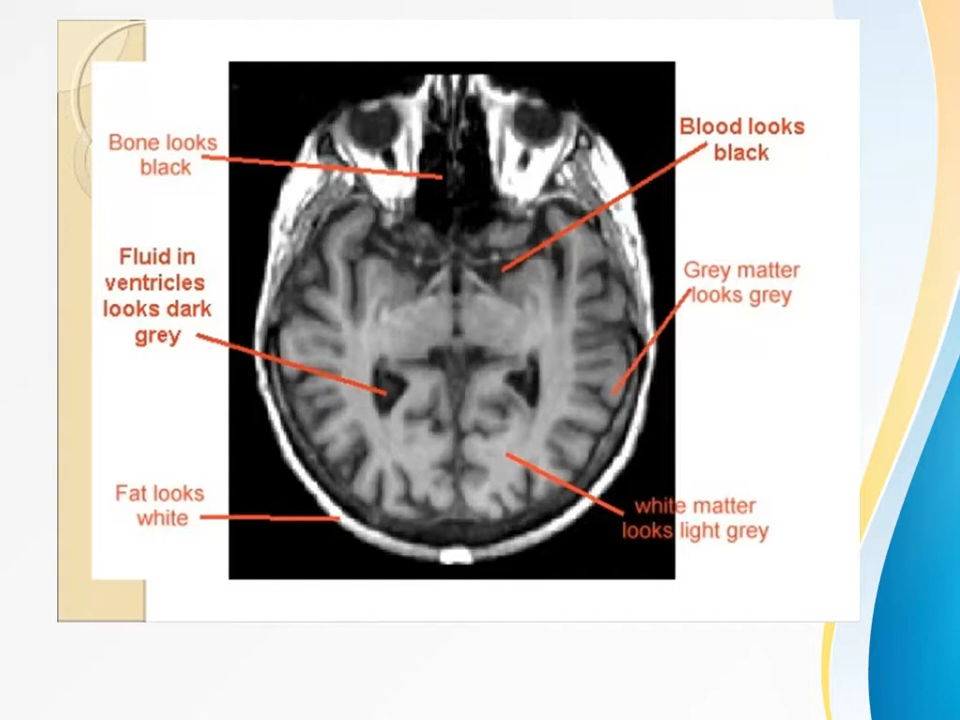 Bone looks
black
Blood looks
black
Fluid in
ventricles
looks dark
grey
Grey matter
looks grey
Fat looks
white
white matter
looks light grey